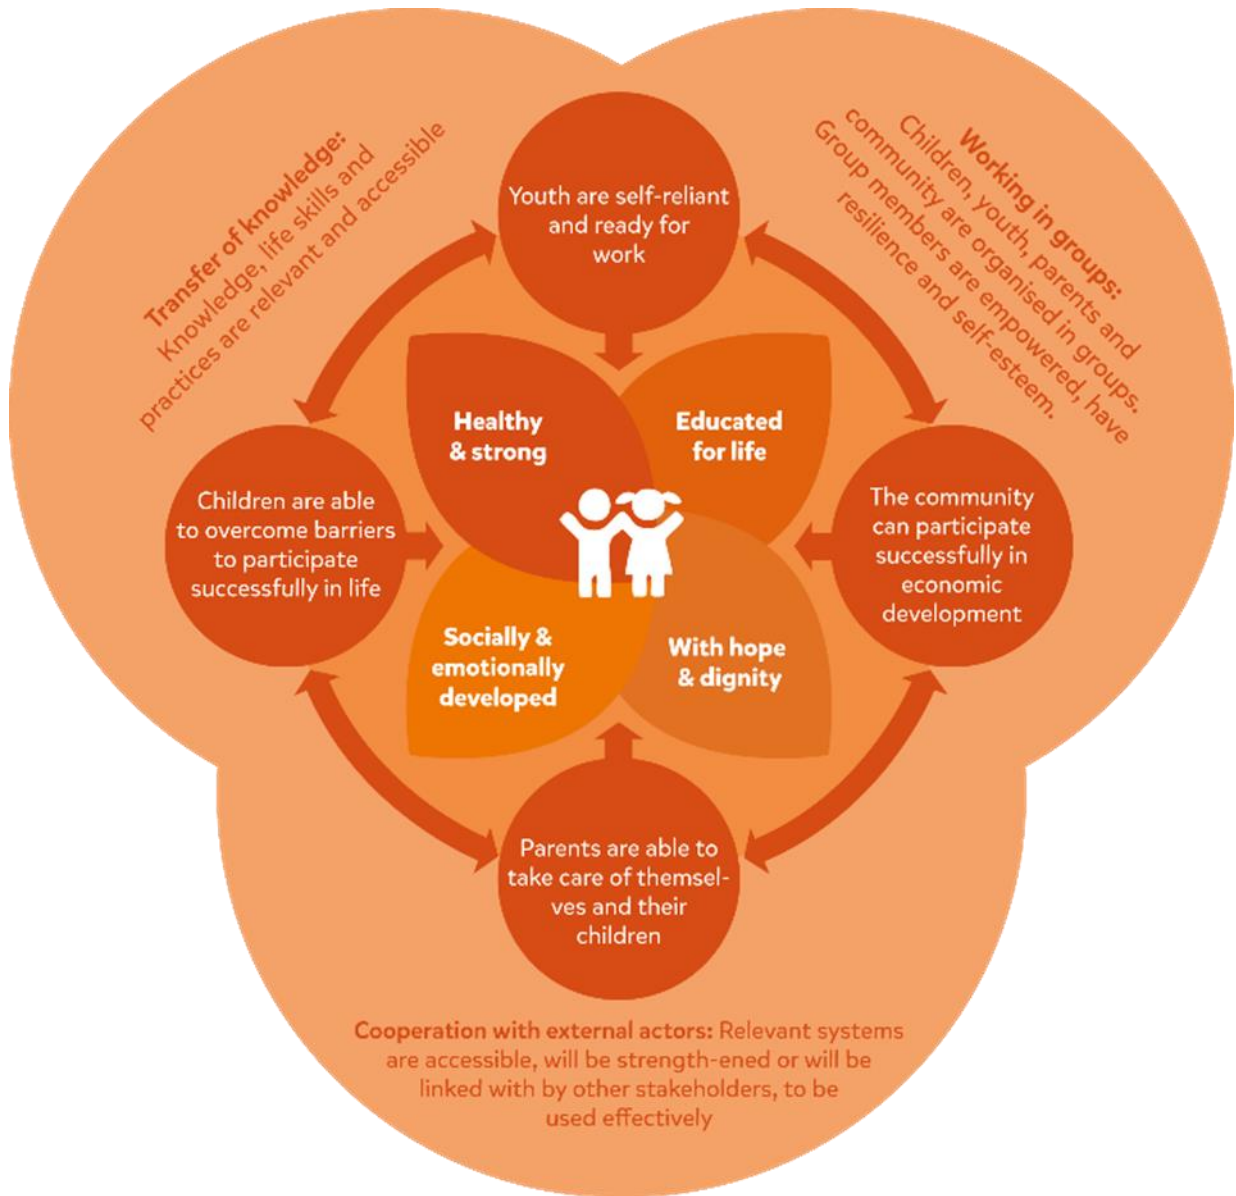 Transfer of knowledge:
Knowledge, life skills and
practices are relevant and accessible
Working in groups:
Children, youth, parents and
community are organised in groups.
Group members are empowered, have
resilience and self-esteem.
Youth are self-reliant
and ready for
work
Healthy
& strong
Educated
for life
Children are able
to overcome barriers
to participate
successfully in life
The community
can participate
successfully in
economic
development
Socially &
emotionally
developed
With hope
& dignity
Parents are able to
take care of themsel-
ves and their
children
Cooperation with external actors: Relevant systems
are accessible, will be strength-ened or will be
linked with by other stakeholders, to be
used effectively